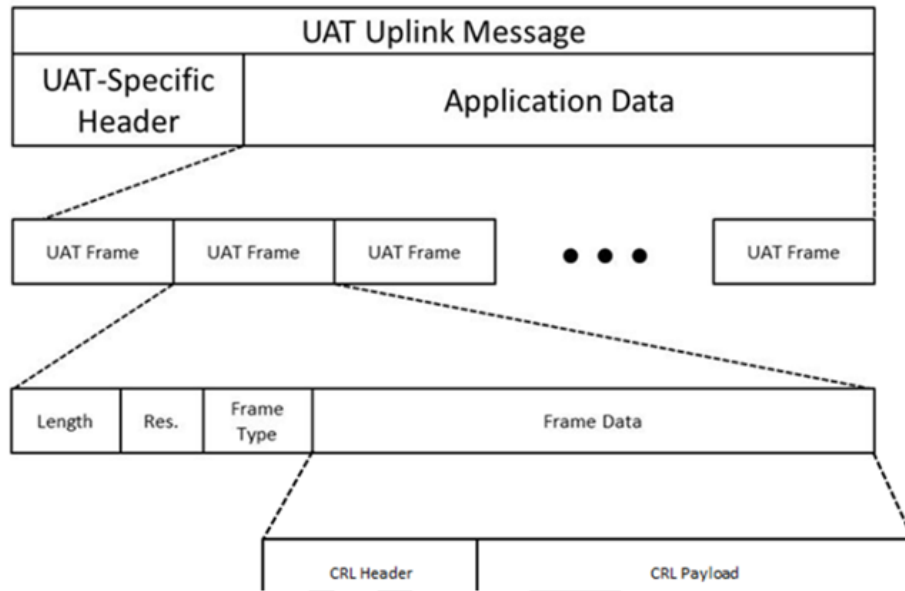 UAT Uplink Message
UAT-Specific
Header
Application Data
UAT Frame
UAT Frame
UAT Frame
UAT Frame
Length
Res.
Frame
Type
Frame Data
CRL Header
CRL Payload